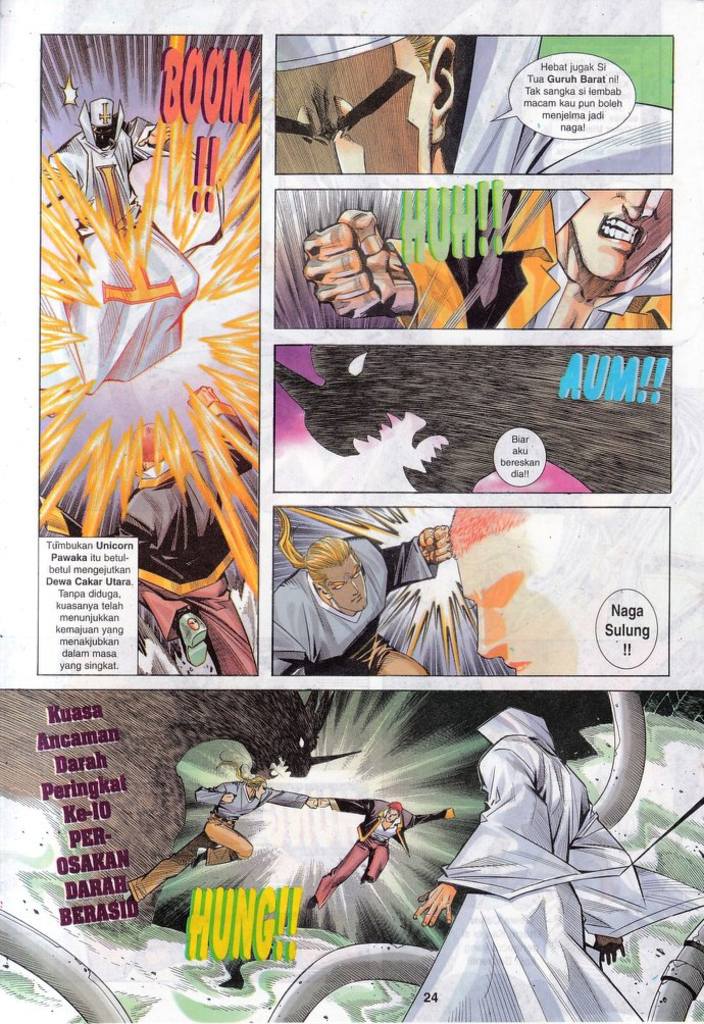 BOOM
!!
Tumbukan Unicorn
Pawaka itu betul-
betul mengejutkan
Dewa Cakar Utara.
Tanpa diduga,
kuasanya telah
menunjukkan
kemajuan yang
menakjubkan
dalam masa
yang singkat.
Hebat jugak Si
Tua Guruh Barat ni!
Tak sangka si lembab
macam kau pun boleh
menjelma jadi
naga!
HUH!!
AUM!!
Biar
aku
bereskan
dia!!
Naga
Sulung
!!
Kuasa
Ancaman
Darah
Peringkat
Ke-10
PER-
OSAKAN
DARAH
BERASID
HUNG!!
24